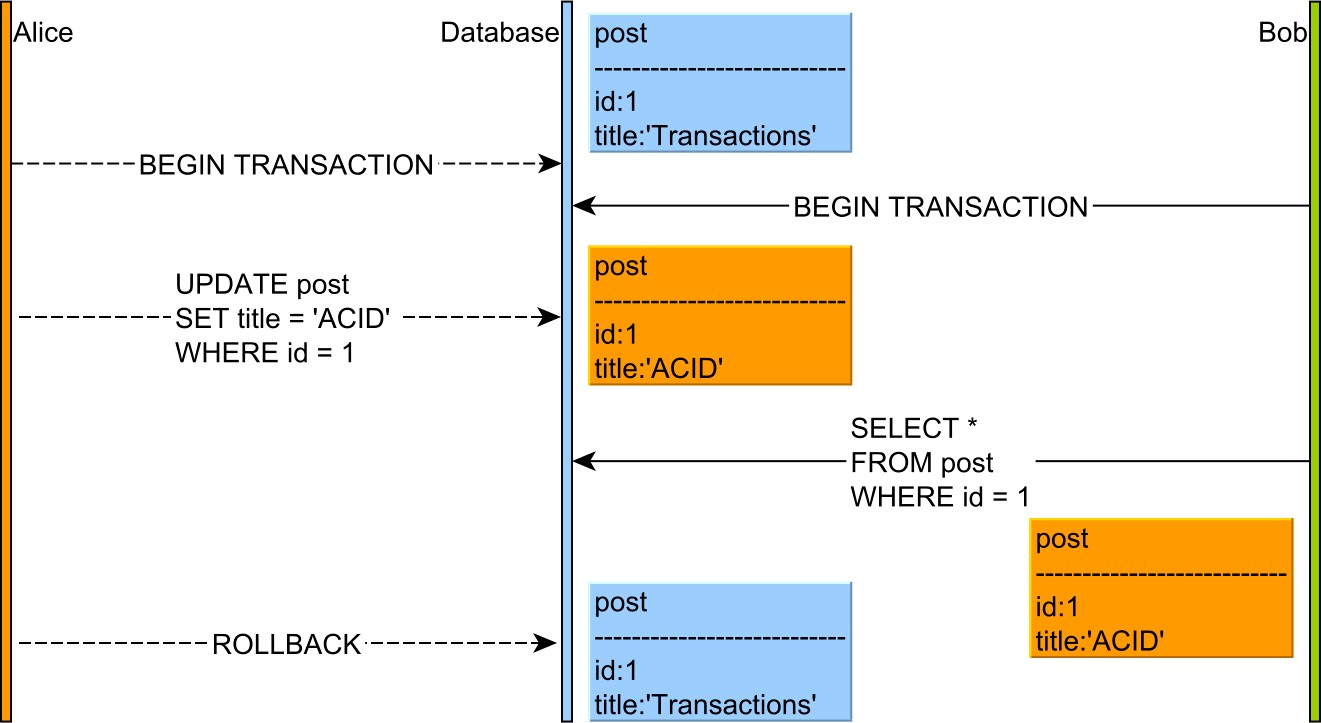 Alice
Database
post
---------------------------
id:1
title:'Transactions'
Bob
BEGIN TRANSACTION
BEGIN TRANSACTION
UPDATE post
SET title = 'ACID'
WHERE id = 1
post
---------------------------
id:1
title:'ACID'
SELECT *
FROM post
WHERE id = 1
post
---------------------------
id:1
title:'ACID'
ROLLBACK
post
---------------------------
id:1
title:'Transactions'